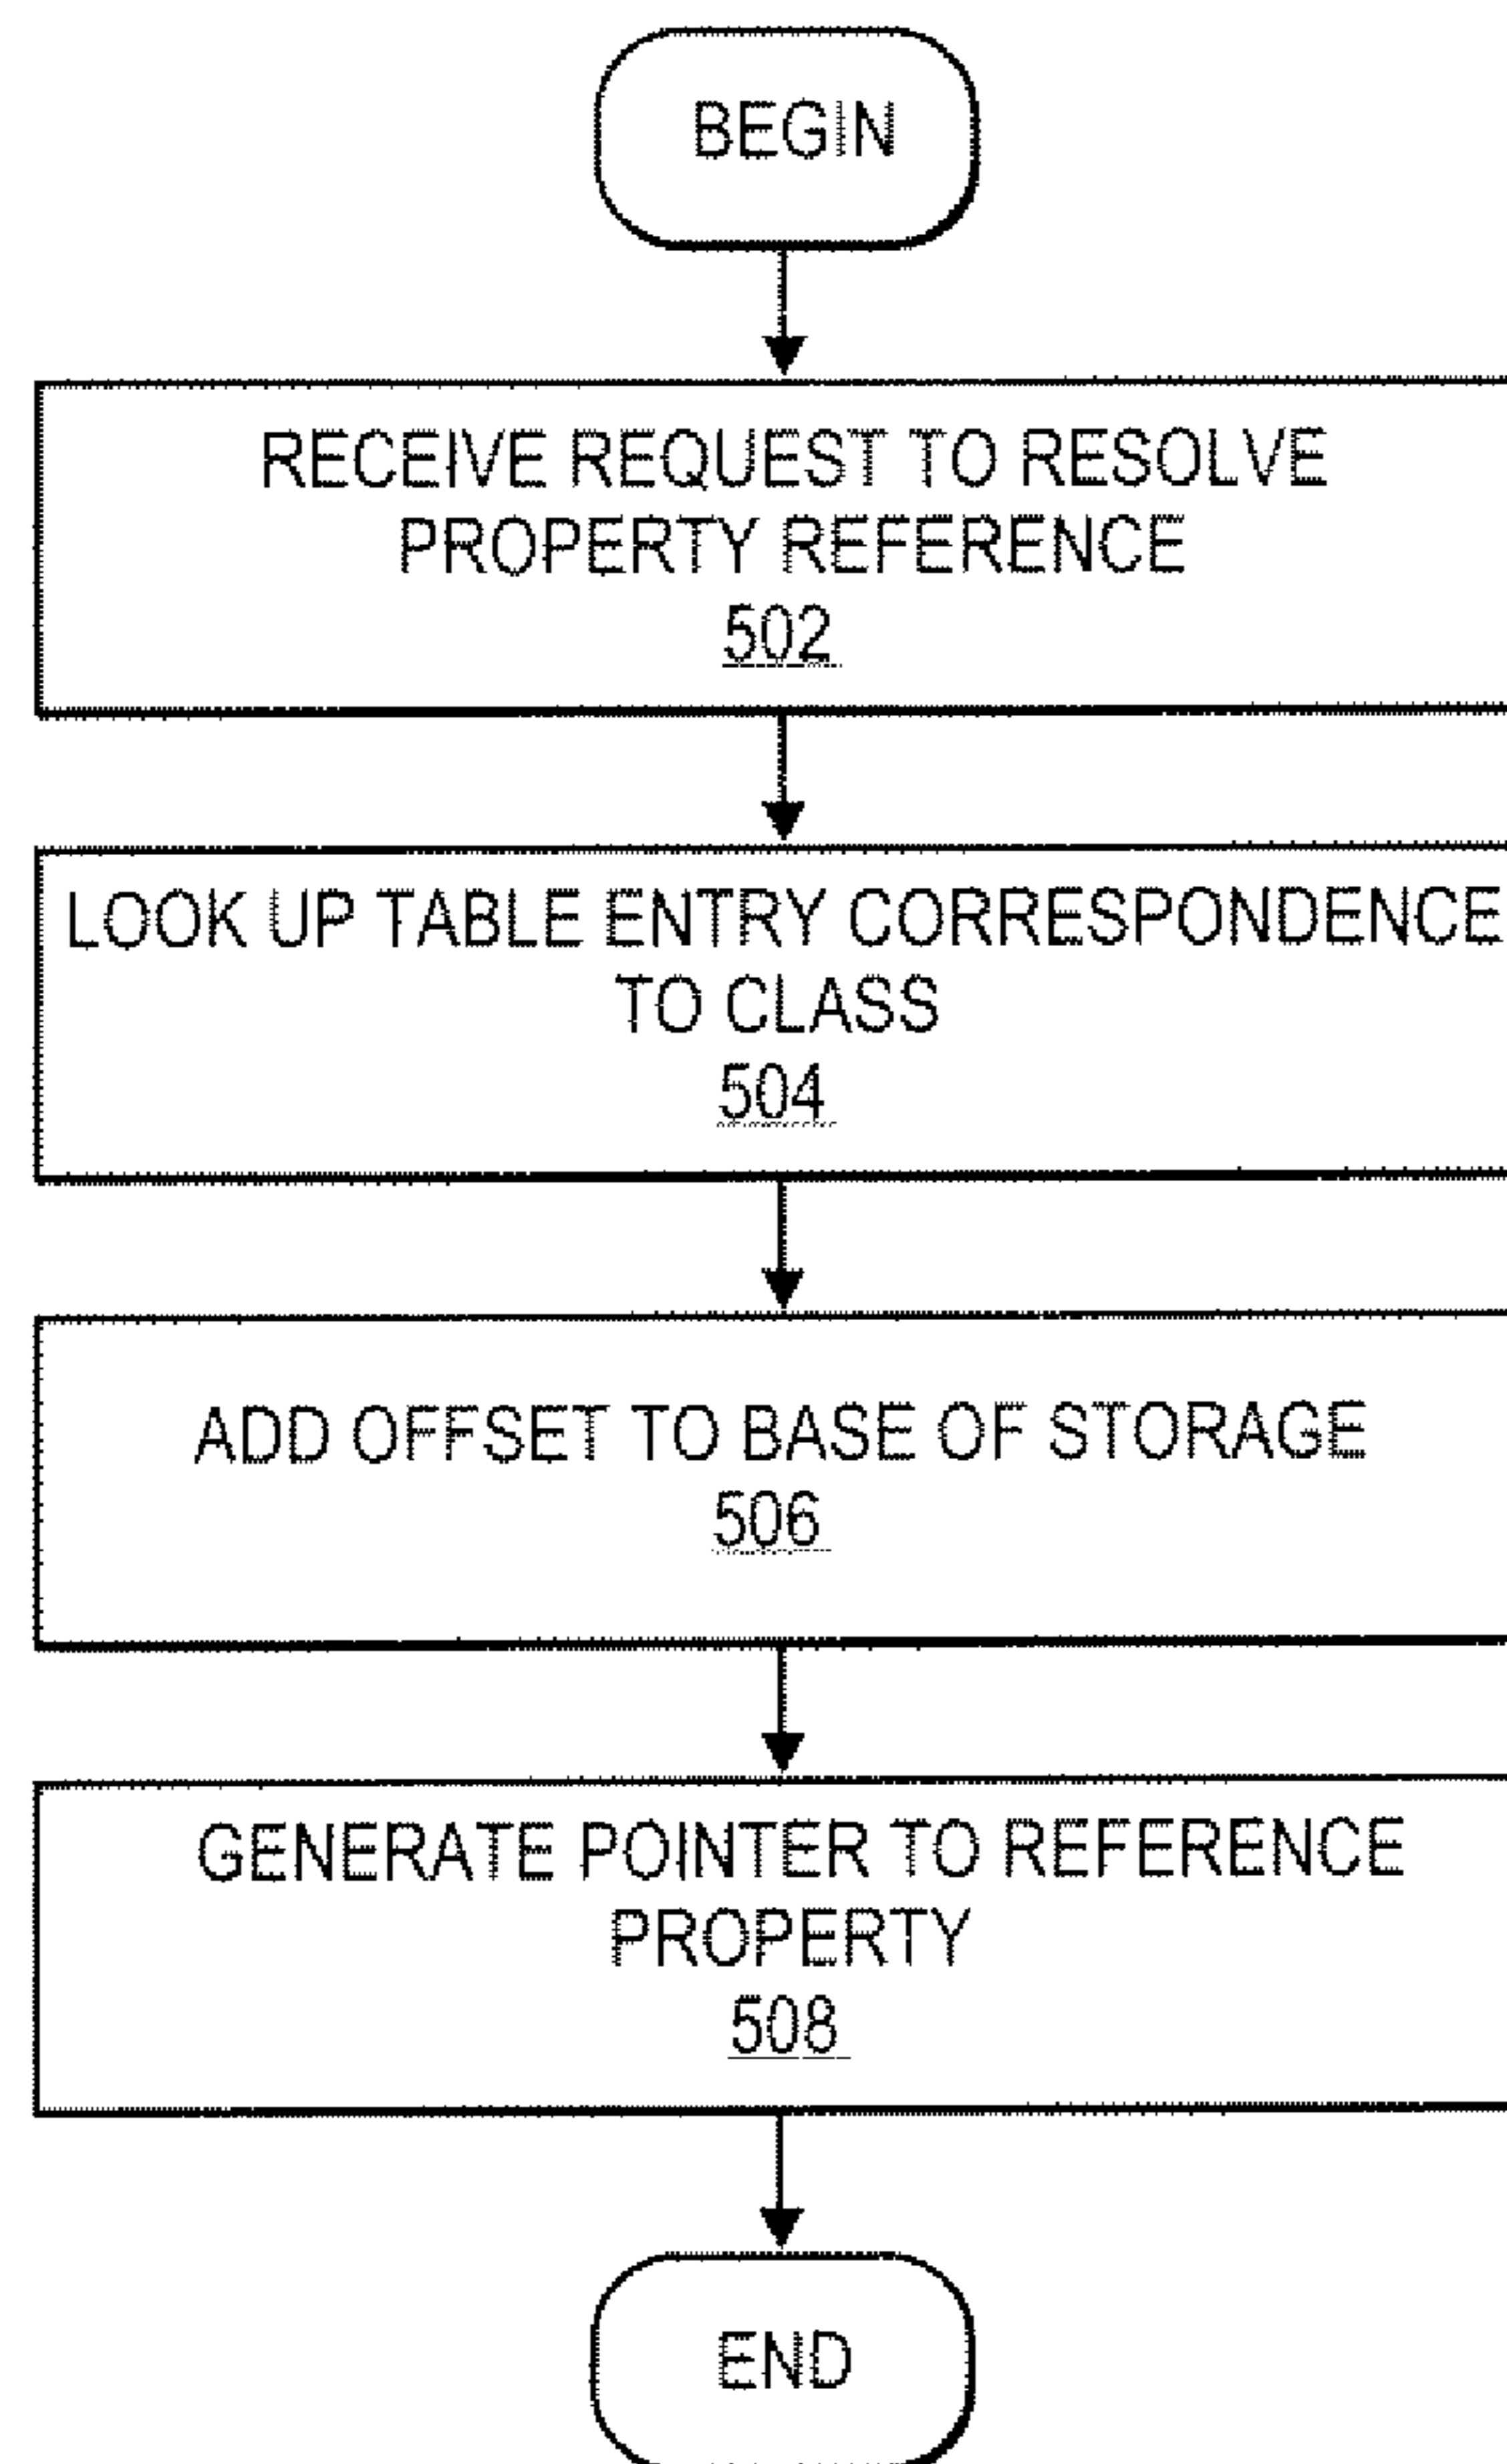 BEGIN
RECEIVE REQUEST TO RESOLVE
PROPERTY REFERENCE
502
LOOK UP TABLE ENTRY CORRESPONDENCE
TO CLASS
504
ADD OFFSET TO BASE OF STORAGE
506
GENERATE POINTER TO REFERENCE
PROPERTY
508
END